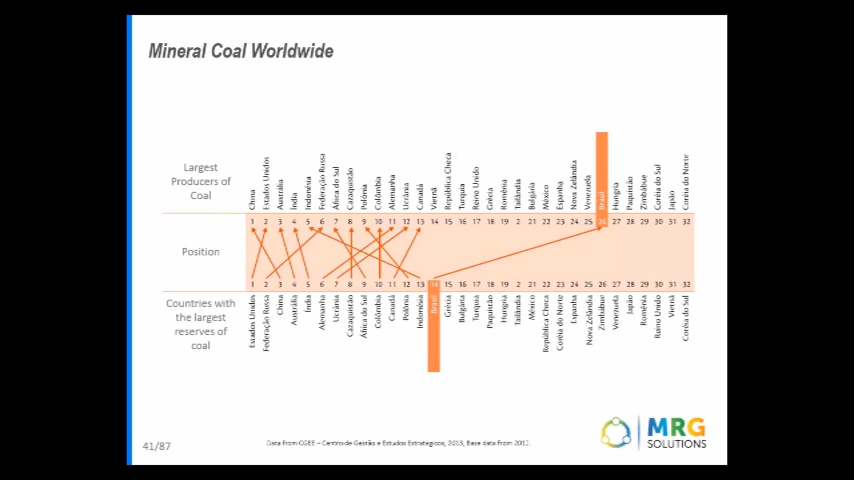 Mineral Coal Worldwide
Largest
Producers of
Coal
China
Estados Unidos
Austrália
Índia
Indonésia
Federação Russa
África do Sul
Cazaquistão
Polônia
Colômbia
Alemanha
Ucrânia
Canadá
Vietnã
República Checa
Turquia
Reino Unido
Grécia
Romênia
Tailândia
Bulgária
México
Espanha
Nova Zelândia
Venezuela
Brasil
Hungria
Paquistão
Zimbábue
Coréia do Sul
Japão
Coréia do Norte
1 2 3 4 5 6 7 8 9 10 11 12 13 14 15 16 17 18 19 2 21 22 23 24 25 26 27 28 29 30 31 32
Position
1 2 3 4 5 6 7 8 9 10 11 12 13 14 15 16 17 18 19 2 21 22 23 24 25 26 27 28 29 30 31 32
Countries with
the largest
reserves of
coal
Estados Unidos
Federação Russa
China
Austrália
Índia
Alemanha
Ucrânia
Cazaquistão
África do Sul
Colômbia
Canadá
Polônia
Indonésia
Brasil
Grécia
Bulgária
Turquia
Paquistão
Hungria
Tailândia
México
República Checa
Coréia do Norte
Espanha
Nova Zelândia
Zimbábue
Venezuela
Japão
Romênia
Reino Unido
Vietnã
Coréia do Sul
41/87
Data from CGEE – Centro de Gestão e Estudos Estratégicos, 2013, Base data from 2012.
MRG
SOLUTIONS